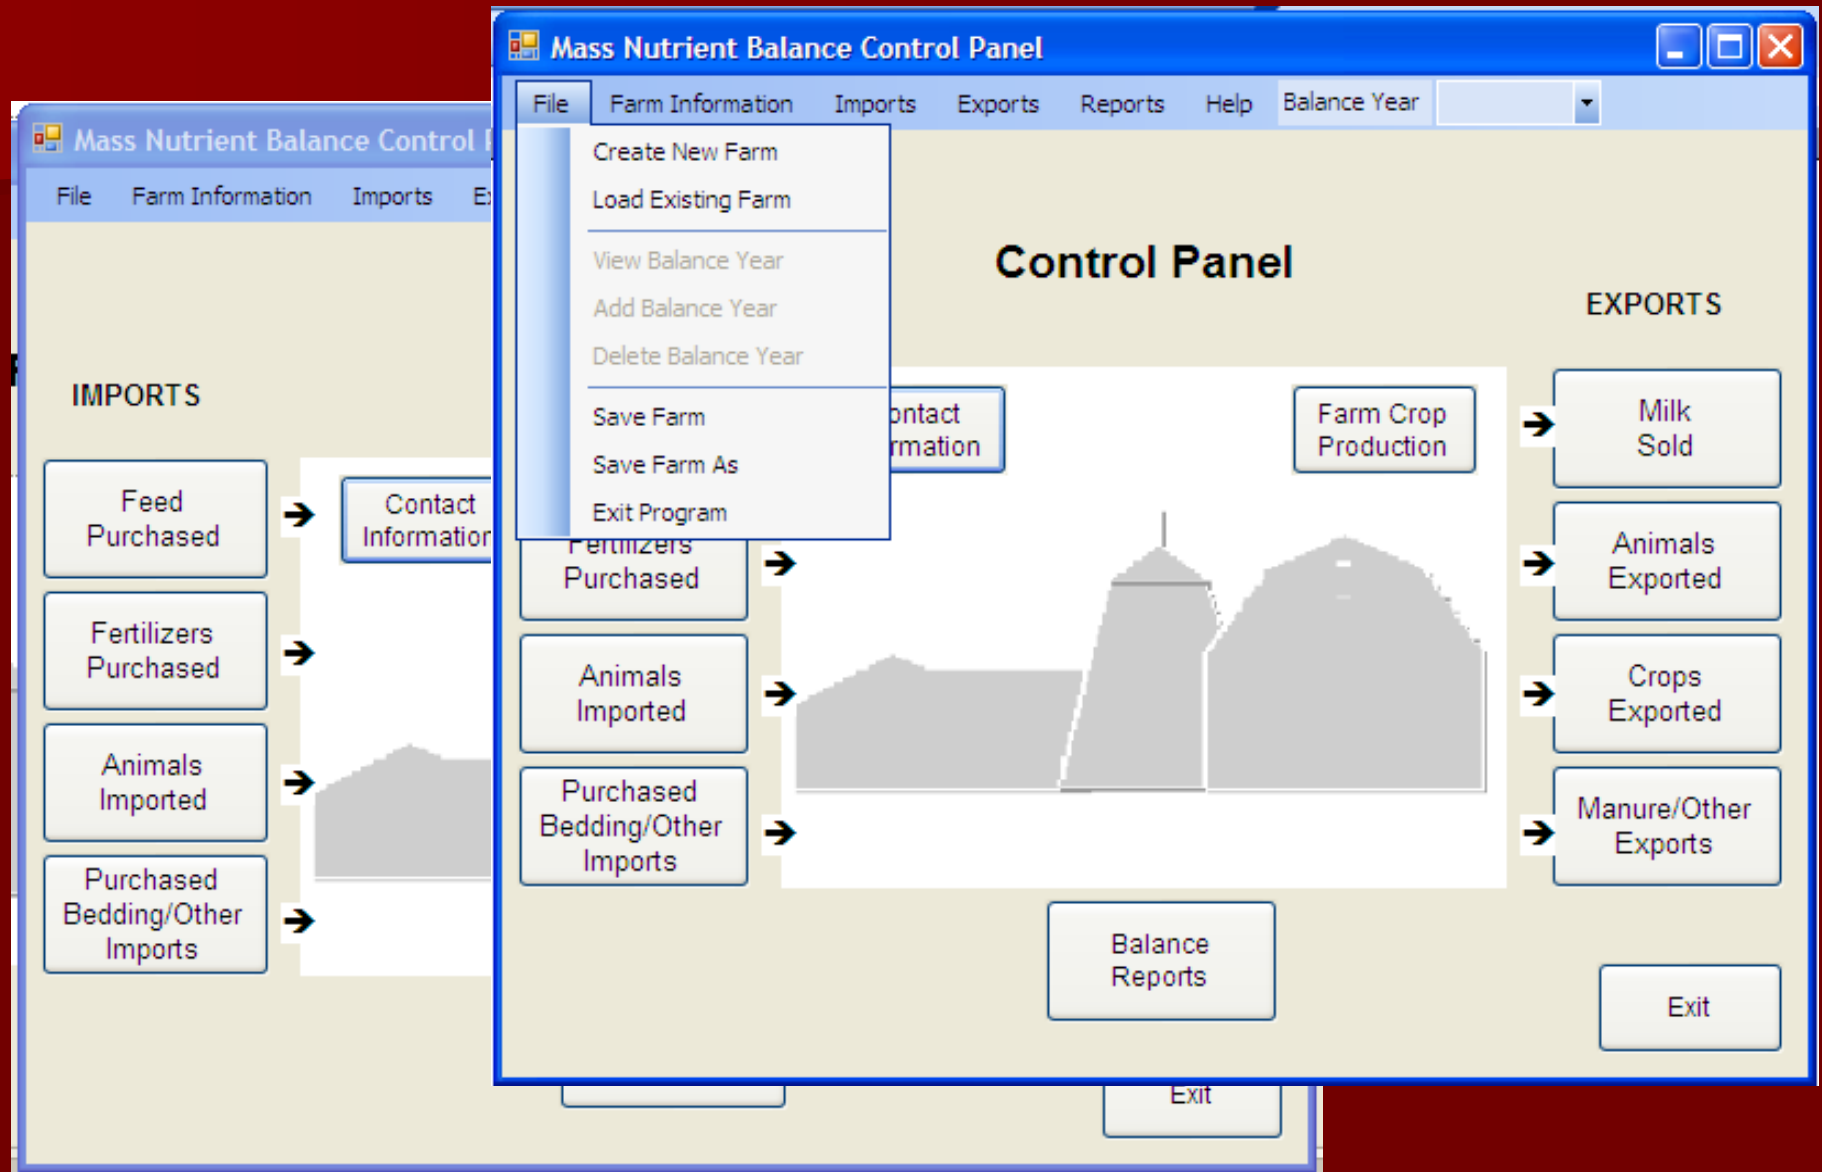 Mass Nutrient Balance Control Panel
File Farm Information Imports Exports Reports Help Balance Year
Create New Farm
Load Existing Farm
View Balance Year
Add Balance Year
Delete Balance Year
Save Farm
Save Farm As
Exit Program
Control Panel
EXPORTS
Farm Crop
Production
Milk
Sold
Fertilizers
Purchased
Animals
Exported
Animals
Imported
Crops
Exported
Purchased
Bedding/Other
Imports
Manure/Other
Exports
Balance
Reports
Exit
Mass Nutrient Balance Control
File Farm Information Imports
IMPORTS
Feed
Purchased
Contact
Information
Fertilizers
Purchased
Animals
Imported
Purchased
Bedding/Other
Imports
Exit